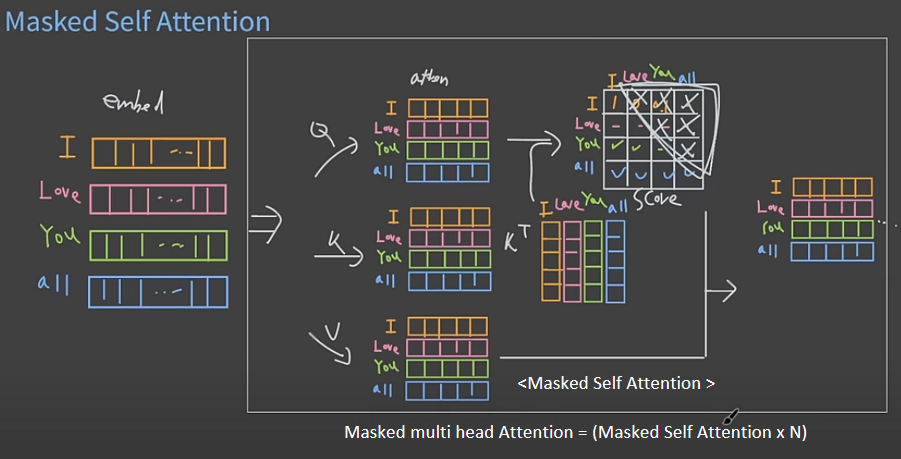 Masked Self Attention
embed
I
Love
You
all
Q
K
V
atten
I
Love
You
all
I
Love
You
all
I
Love
You
all
I Love You all
I
Love
You
all
Score
K^T
I Love You all
I
Love
You
all
<Masked Self Attention >
Masked multi head Attention = (Masked Self Attention x N)